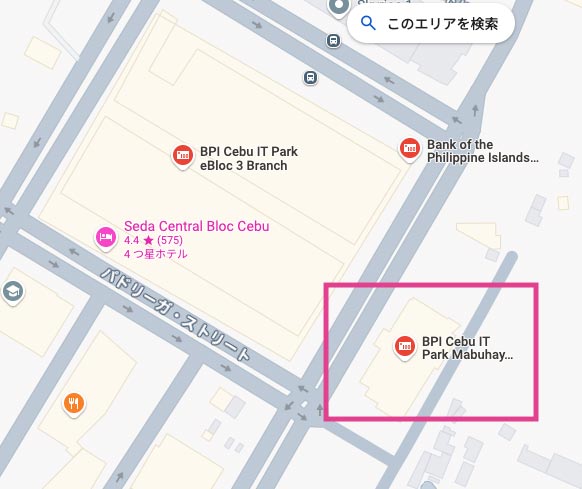 このエリアを検索
Bank of the
Philippine Islands...
BPI Cebu IT Park
eBloc 3 Branch
Seda Central Bloc Cebu
4.4 ★ (575)
4 つ星ホテル
パドリーガ・ストリート
BPI Cebu IT
Park Mabuhay...